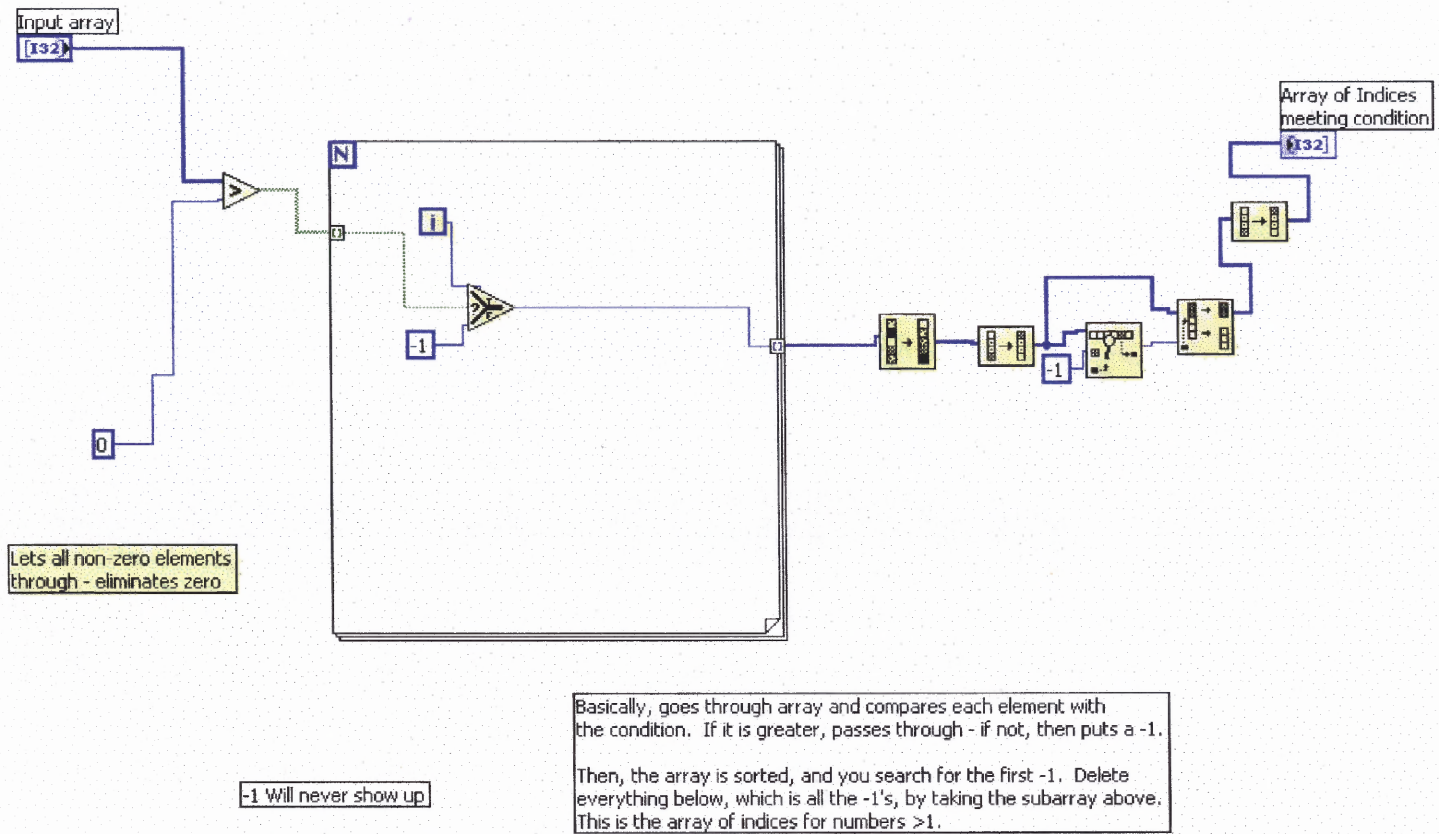 Input array
[I32]
Array of Indices
meeting condition
[I32]
N
>
i
?
-1
-1
0
Lets all non-zero elements
through - eliminates zero
Basically, goes through array and compares each element with
the condition. If it is greater, passes through - if not, then puts a -1.
Then, the array is sorted, and you search for the first -1. Delete
everything below, which is all the -1's, by taking the subarray above.
This is the array of indices for numbers >1.
-1 Will never show up